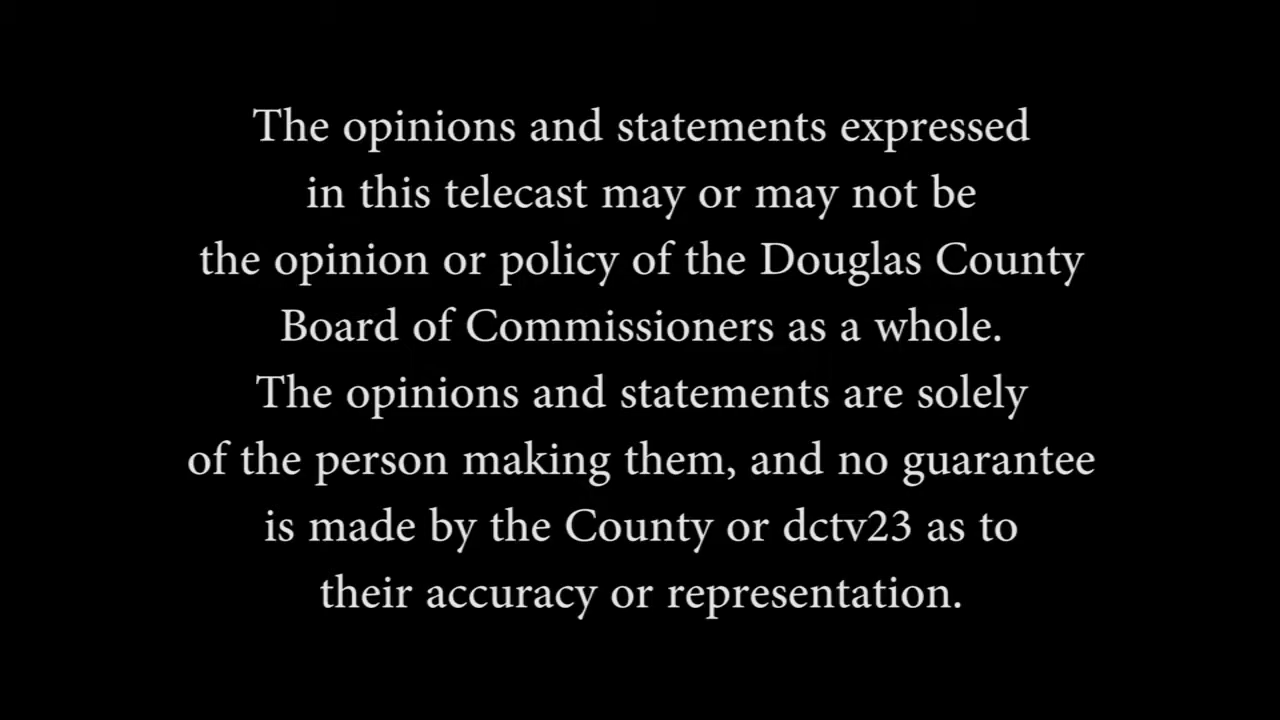 The opinions and statements expressed
in this telecast may or may not be
the opinion or policy of the Douglas County
Board of Commissioners as a whole.
The opinions and statements are solely
of the person making them, and no guarantee
is made by the County or dctv23 as to
their accuracy or representation.